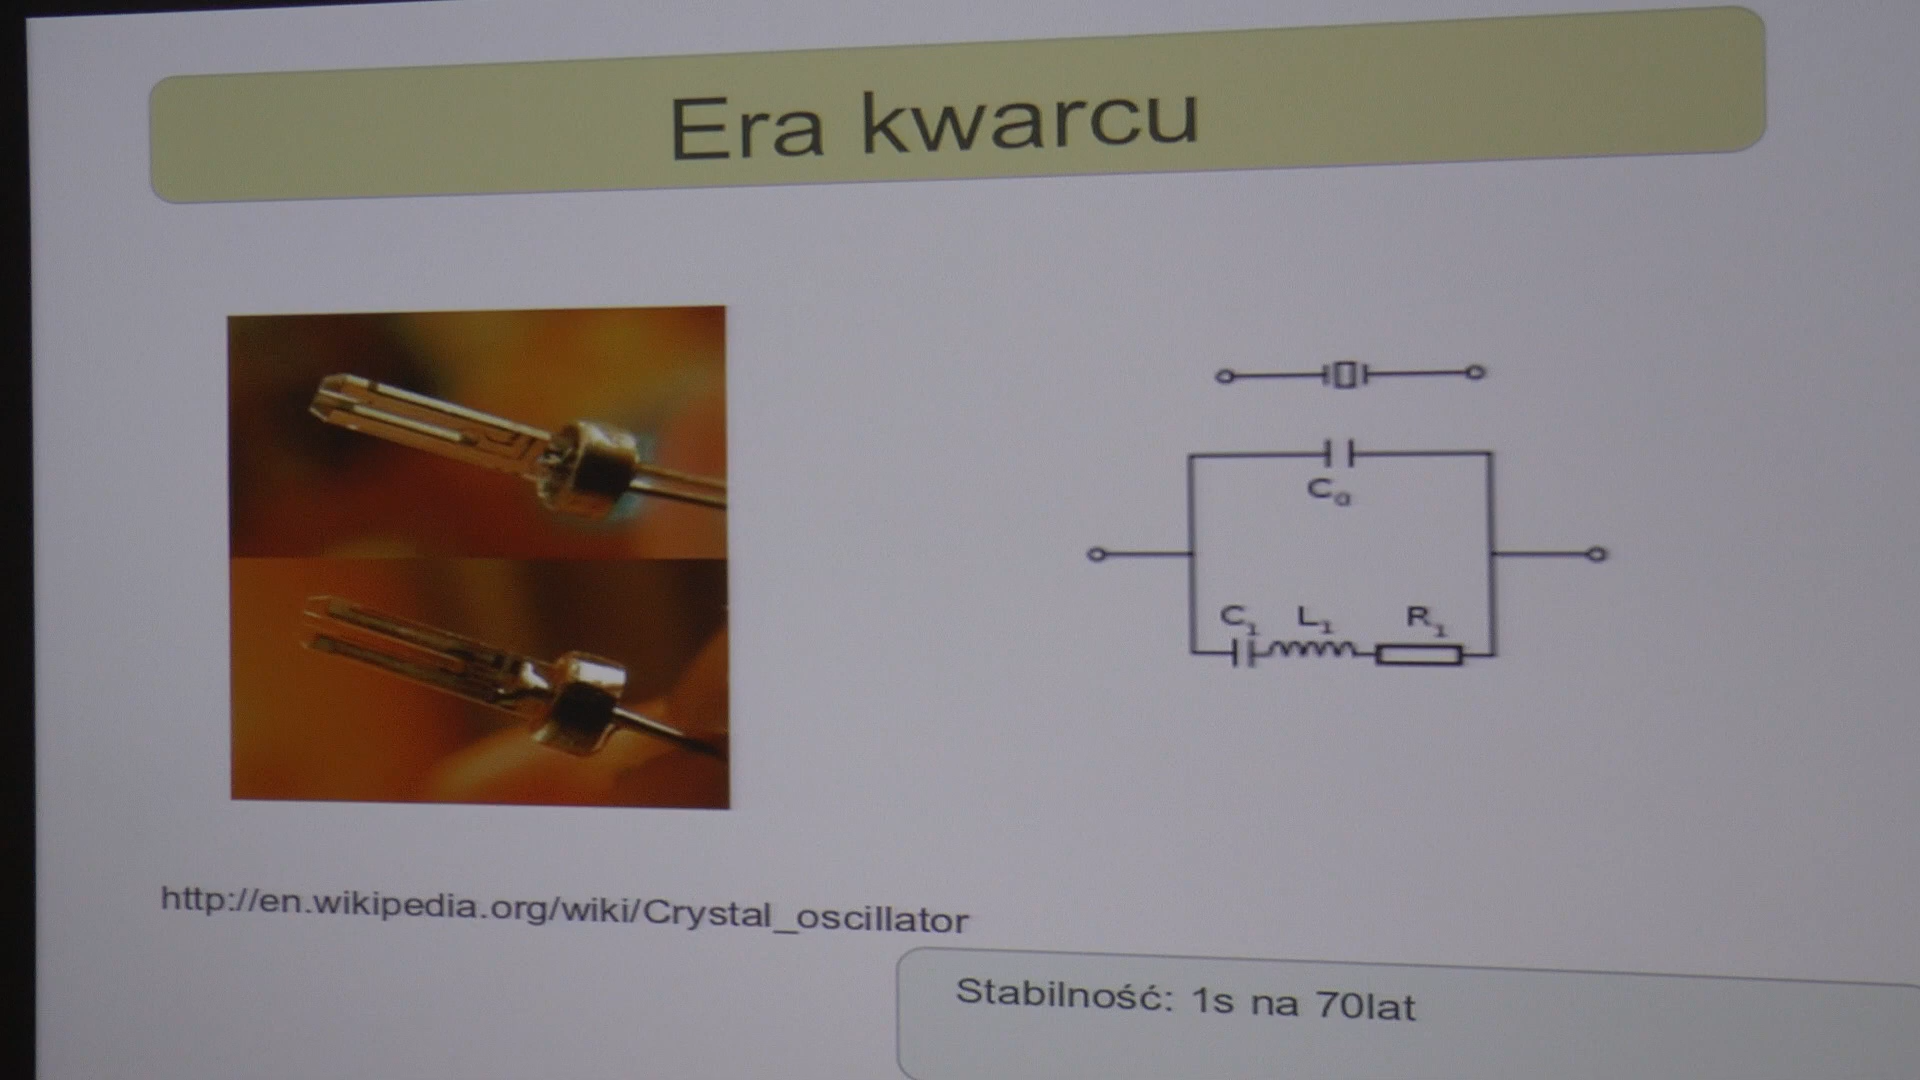 Era kwarcu
C₀
C₁ L₁ R₁
http://en.wikipedia.org/wiki/Crystal_oscillator
Stabilność: 1s na 70lat